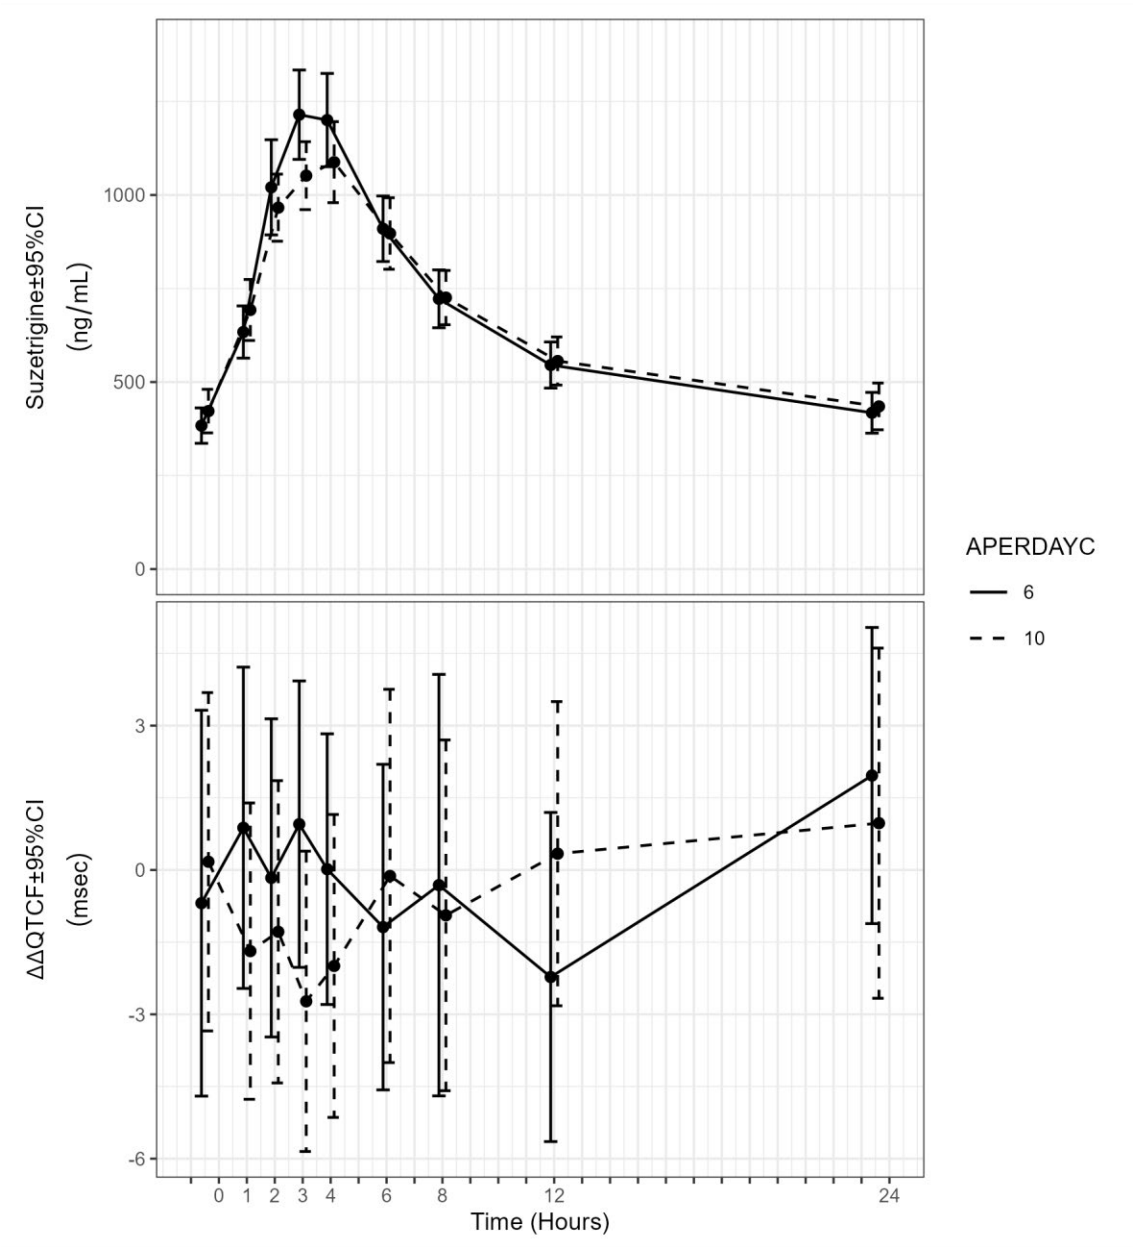 Suzetrigine±95%CI
(ng/mL)
1000
500
0
ΔΔQTCF±95%CI
(msec)
3
0
-3
-6
0 1 2 3 4 6 8 12 24
Time (Hours)
APERDAYC
6
10